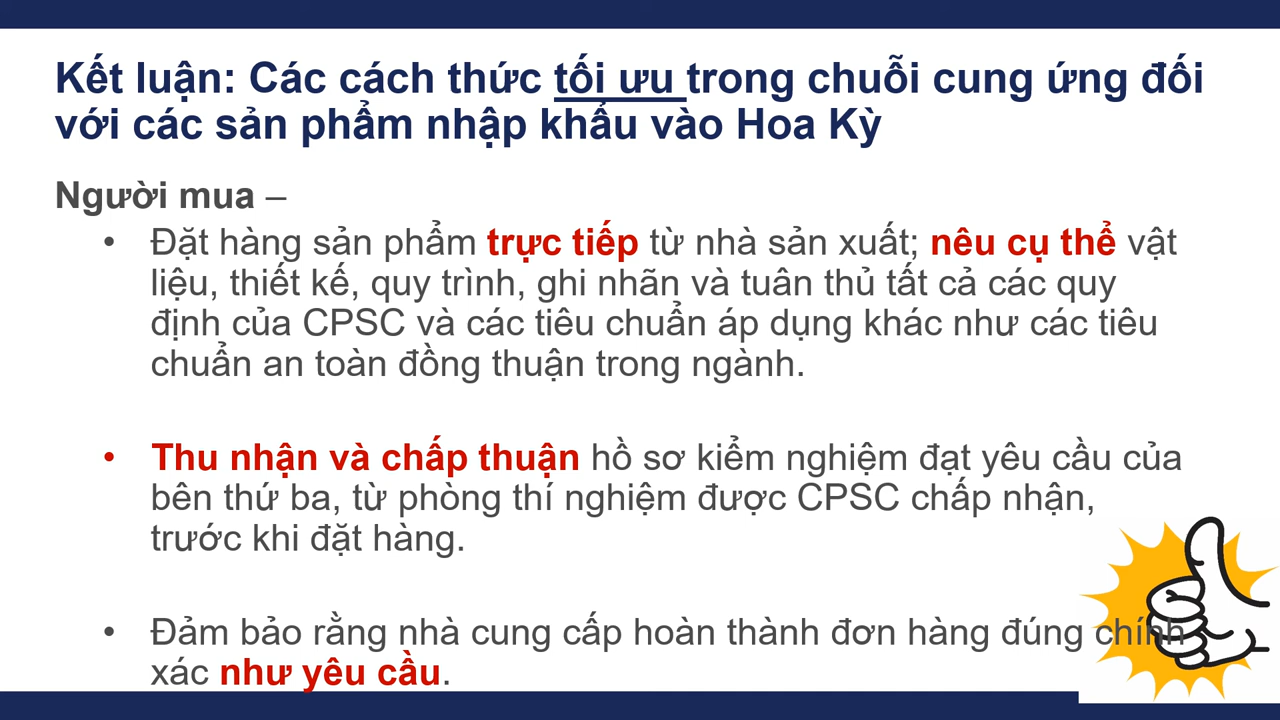 Kết luận: Các cách thức tối ưu trong chuỗi cung ứng đối
với các sản phẩm nhập khẩu vào Hoa Kỳ
Người mua –
• Đặt hàng sản phẩm trực tiếp từ nhà sản xuất; nêu cụ thể vật
liệu, thiết kế, quy trình, ghi nhãn và tuân thủ tất cả các quy
định của CPSC và các tiêu chuẩn áp dụng khác như các tiêu
chuẩn an toàn đồng thuận trong ngành.
• Thu nhận và chấp thuận hồ sơ kiểm nghiệm đạt yêu cầu của
bên thứ ba, từ phòng thí nghiệm được CPSC chấp nhận,
trước khi đặt hàng.
• Đảm bảo rằng nhà cung cấp hoàn thành đơn hàng đúng chính
xác như yêu cầu.